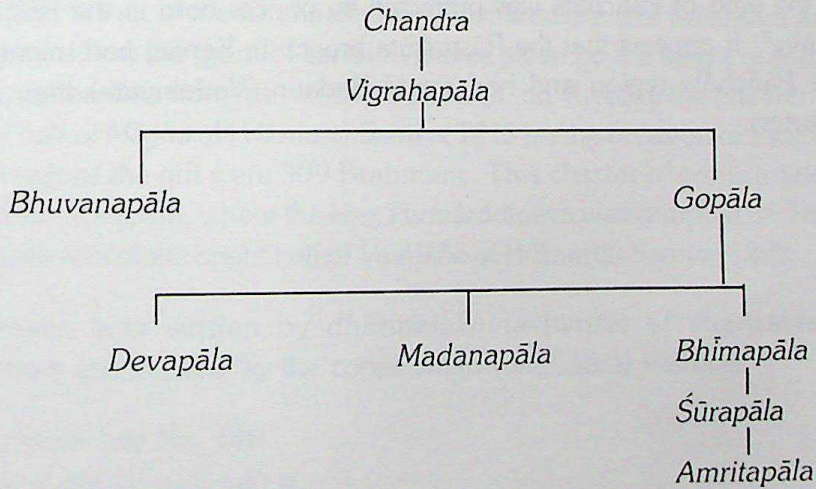 Chandra
Vigrahapāla
Bhuvanapāla Gopāla
Devapāla Madanapāla Bhīmapāla
Śūrapāla
Amritapāla